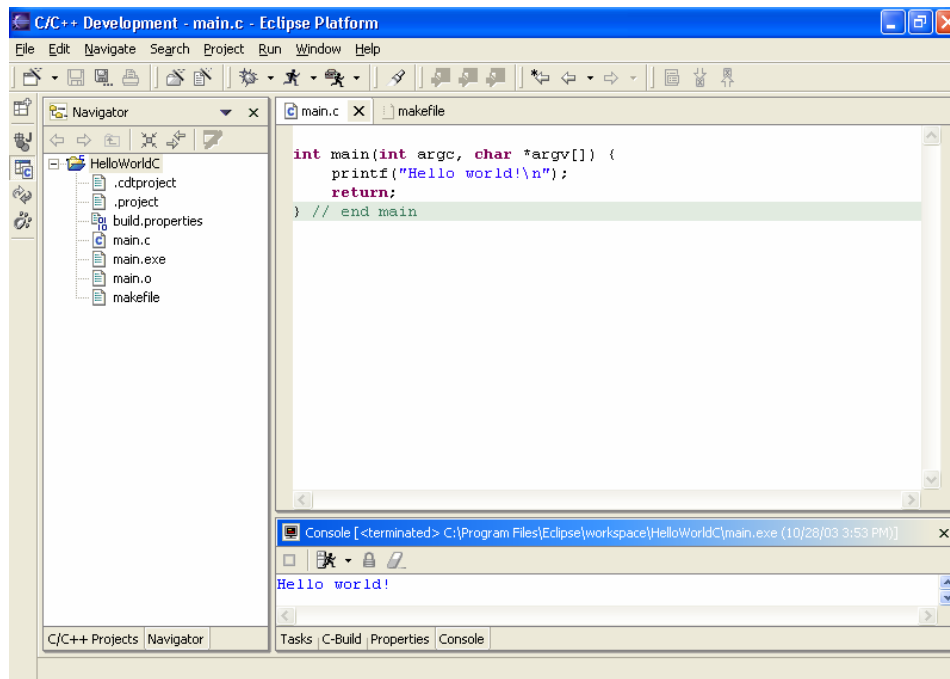 C/C++ Development - main.c - Eclipse Platform
File Edit Navigate Search Project Run Window Help
Navigator
main.c makefile
HelloWorldC
.cdtproject
.project
build.properties
main.c
main.exe
main.o
makefile
int main(int argc, char *argv[]) {
printf("Hello world!\n");
return;
} // end main
Console [<terminated> C:\Program Files\Eclipse\workspace\HelloWorldC\main.exe (10/28/03 3:53 PM)]
Hello world!
C/C++ Projects Navigator
Tasks C-Build Properties Console